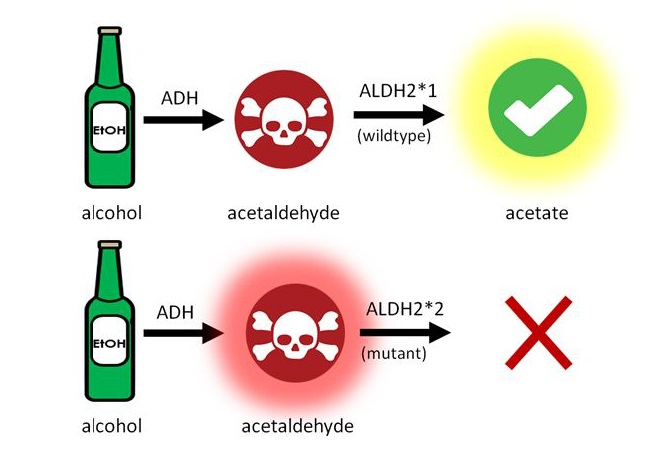 ADH
ALDH2*1
EtOH
(wildtype)
alcohol
acetaldehyde
acetate
ADH
ALDH2*2
EtOH
(mutant)
alcohol
acetaldehyde